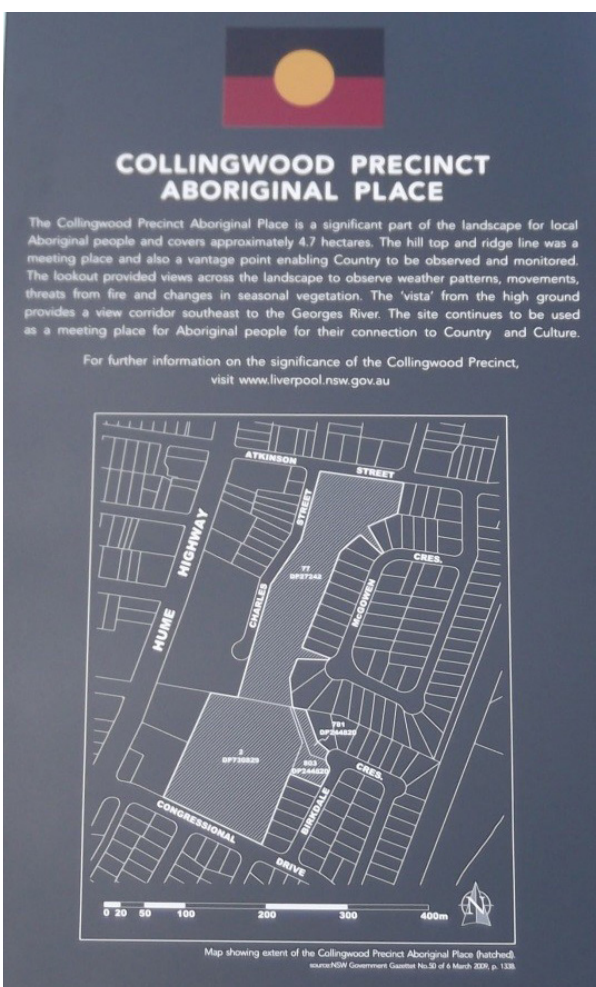 COLLINGWOOD PRECINCT
ABORIGINAL PLACE
The Collingwood Precinct Aboriginal Place is a significant part of the landscape for local
Aboriginal people and covers approximately 4.7 hectares. The hill top and ridge line was a
meeting place and also a vantage point enabling Country to be observed and monitored.
The lookout provided views across the landscape to observe weather patterns, movements,
threats from fire and changes in seasonal vegetation. The 'vista' from the high ground
provides a view corridor southeast to the Georges River. The site continues to be used
as a meeting place for Aboriginal people for their connection to Country and Culture.
For further information on the significance of the Collingwood Precinct,
visit www.liverpool.nsw.gov.au
ATKINSON STREET
CHARLES STREET
HUME HIGHWAY
77
DP27242
CRES.
McGOWEN
791
DP244820
2
DP730829
803
DP244820
CRES.
BIRKDALE
CONGRESSIONAL DRIVE
0 20 50 100 200 300 400m
N
Map showing extent of the Collingwood Precinct Aboriginal Place (hatched).
source:NSW Government Gazettat No.50 of 6 March 2009, p. 1338.